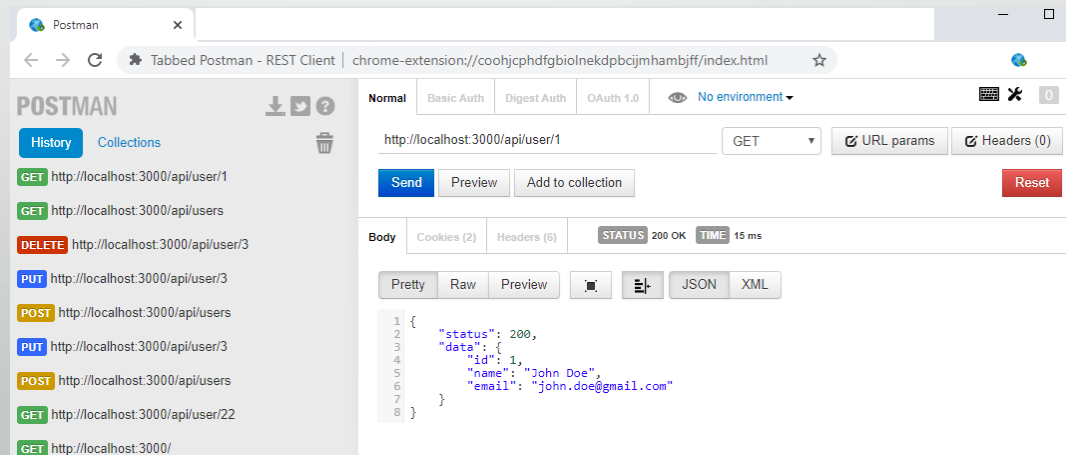 Postman
Tabbed Postman - REST Client | chrome-extension://coohjcphdfgbiolnekdpbcijmhambjff/index.html
POSTMAN
History Collections
GET http://localhost:3000/api/user/1
GET http://localhost:3000/api/users
DELETE http://localhost:3000/api/user/3
PUT http://localhost:3000/api/user/3
POST http://localhost:3000/api/users
PUT http://localhost:3000/api/user/3
POST http://localhost:3000/api/users
GET http://localhost:3000/api/user/22
GET http://localhost:3000/
Normal Basic Auth Digest Auth OAuth 1.0 No environment 0
http://localhost:3000/api/user/1 GET URL params Headers (0)
Send Preview Add to collection Reset
Body Cookies (2) Headers (6) STATUS 200 OK TIME 15 ms
Pretty Raw Preview JSON XML
1 {
2 "status": 200,
3 "data": {
4 "id": 1,
5 "name": "John Doe",
6 "email": "john.doe@gmail.com"
7 }
8 }